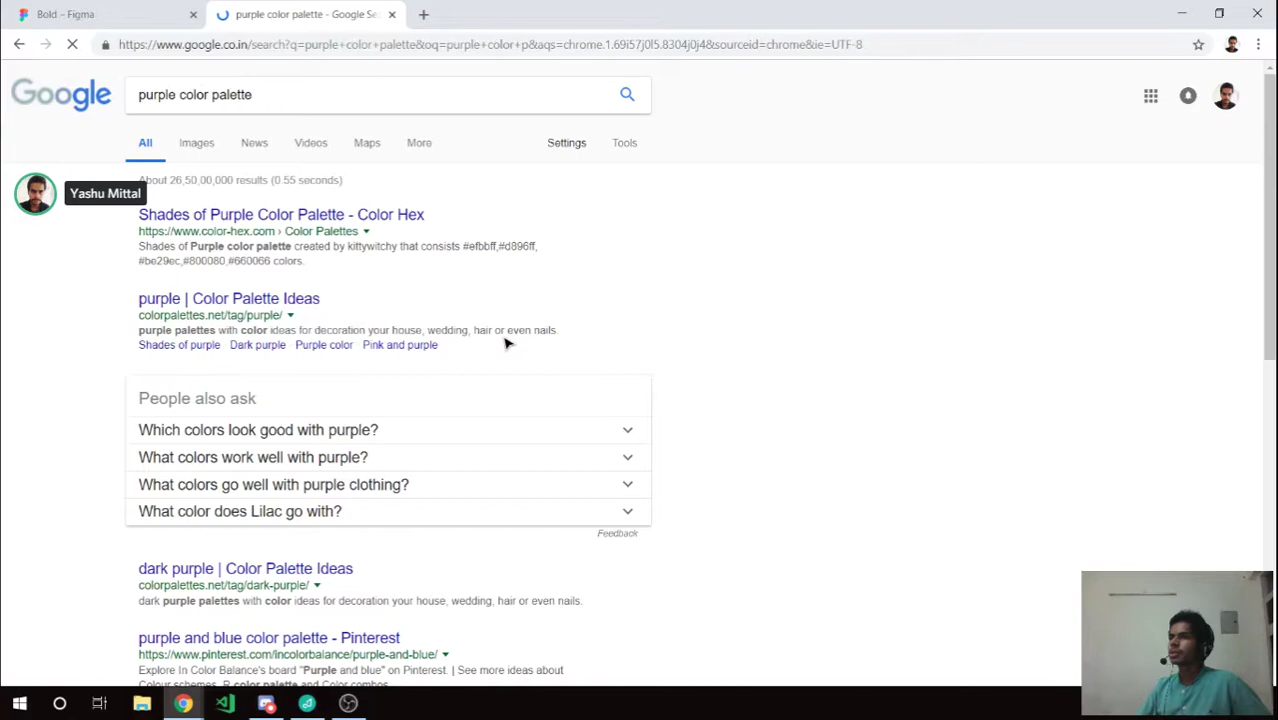 Bold – Figma
purple color palette - Google Se
https://www.google.co.in/search?q=purple+color+palette&oq=purple+color+p&aqs=chrome.1.69i57j0l5.8304j0j4&sourceid=chrome&ie=UTF-8
Google
purple color palette
All
Images
News
Videos
Maps
More
Settings
Tools
About 26,50,00,000 results (0.55 seconds)
Yashu Mittal
Shades of Purple Color Palette - Color Hex
https://www.color-hex.com › Color Palettes
Shades of Purple color palette created by kittywitchy that consists #efbbff,#d896ff,
#be29ec,#800080,#660066 colors.
purple | Color Palette Ideas
colorpalettes.net/tag/purple/
purple palettes with color ideas for decoration your house, wedding, hair or even nails.
Shades of purple Dark purple Purple color Pink and purple
People also ask
Which colors look good with purple?
What colors work well with purple?
What colors go well with purple clothing?
What color does Lilac go with?
Feedback
dark purple | Color Palette Ideas
colorpalettes.net/tag/dark-purple/
dark purple palettes with color ideas for decoration your house, wedding, hair or even nails.
purple and blue color palette - Pinterest
https://www.pinterest.com/incolorbalance/purple-and-blue/
Explore In Color Balance's board "Purple and blue" on Pinterest. | See more ideas about
Colour schemes, R color palette and Color combos.